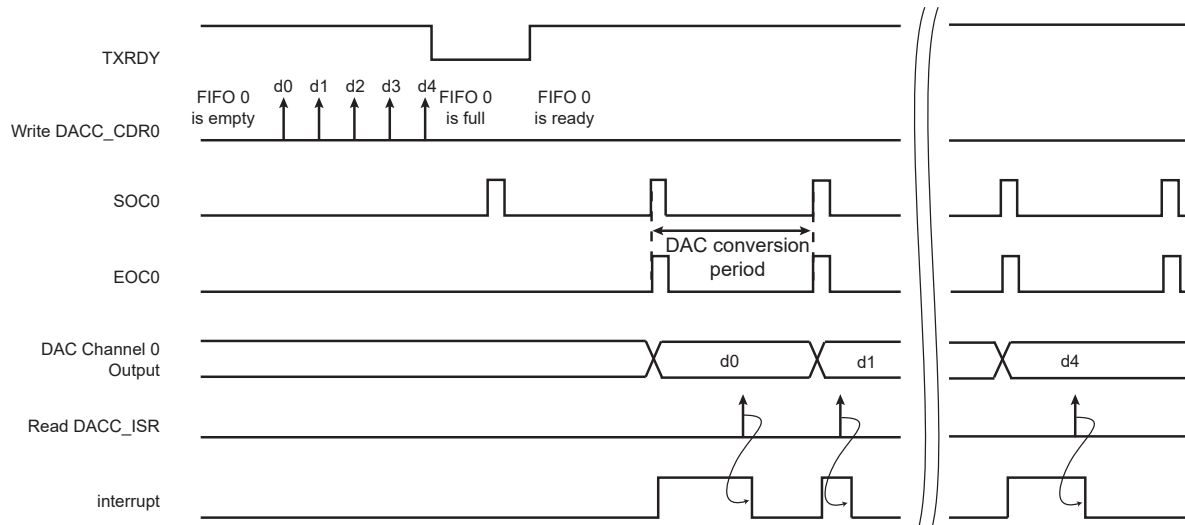 TXRDY
d0
d1
d2
d3
d4
FIFO 0
is empty
FIFO 0
is full
FIFO 0
is ready
Write DACC_CDR0
SOC0
DAC conversion
period
EOC0
DAC Channel 0
Output
d0
d1
d4
Read DACC_ISR
interrupt